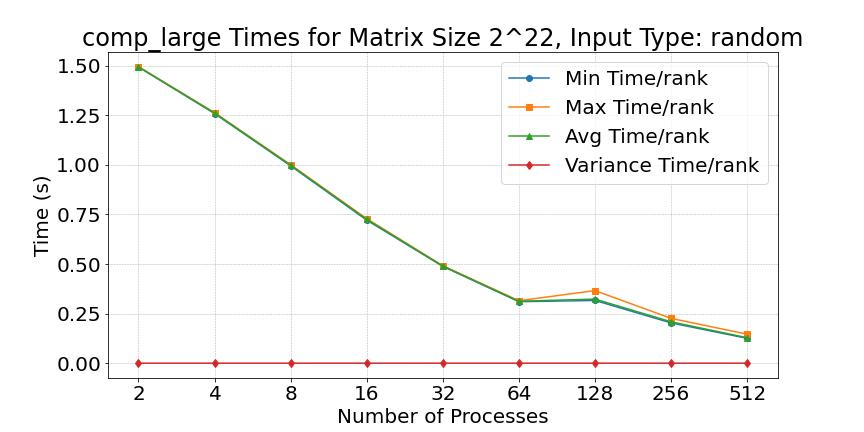 comp_large Times for Matrix Size 2^22, Input Type: random
Time (s)
1.50
1.25
1.00
0.75
0.50
0.25
0.00
Min Time/rank
Max Time/rank
Avg Time/rank
Variance Time/rank
2 4 8 16 32 64 128 256 512
Number of Processes